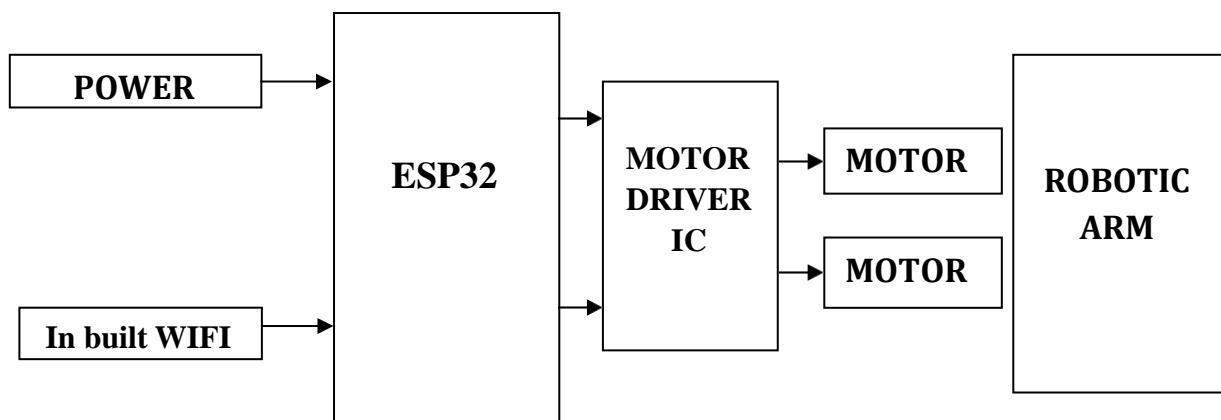 POWER
In built WIFI
ESP32
MOTOR
DRIVER
IC
MOTOR
MOTOR
ROBOTIC
ARM